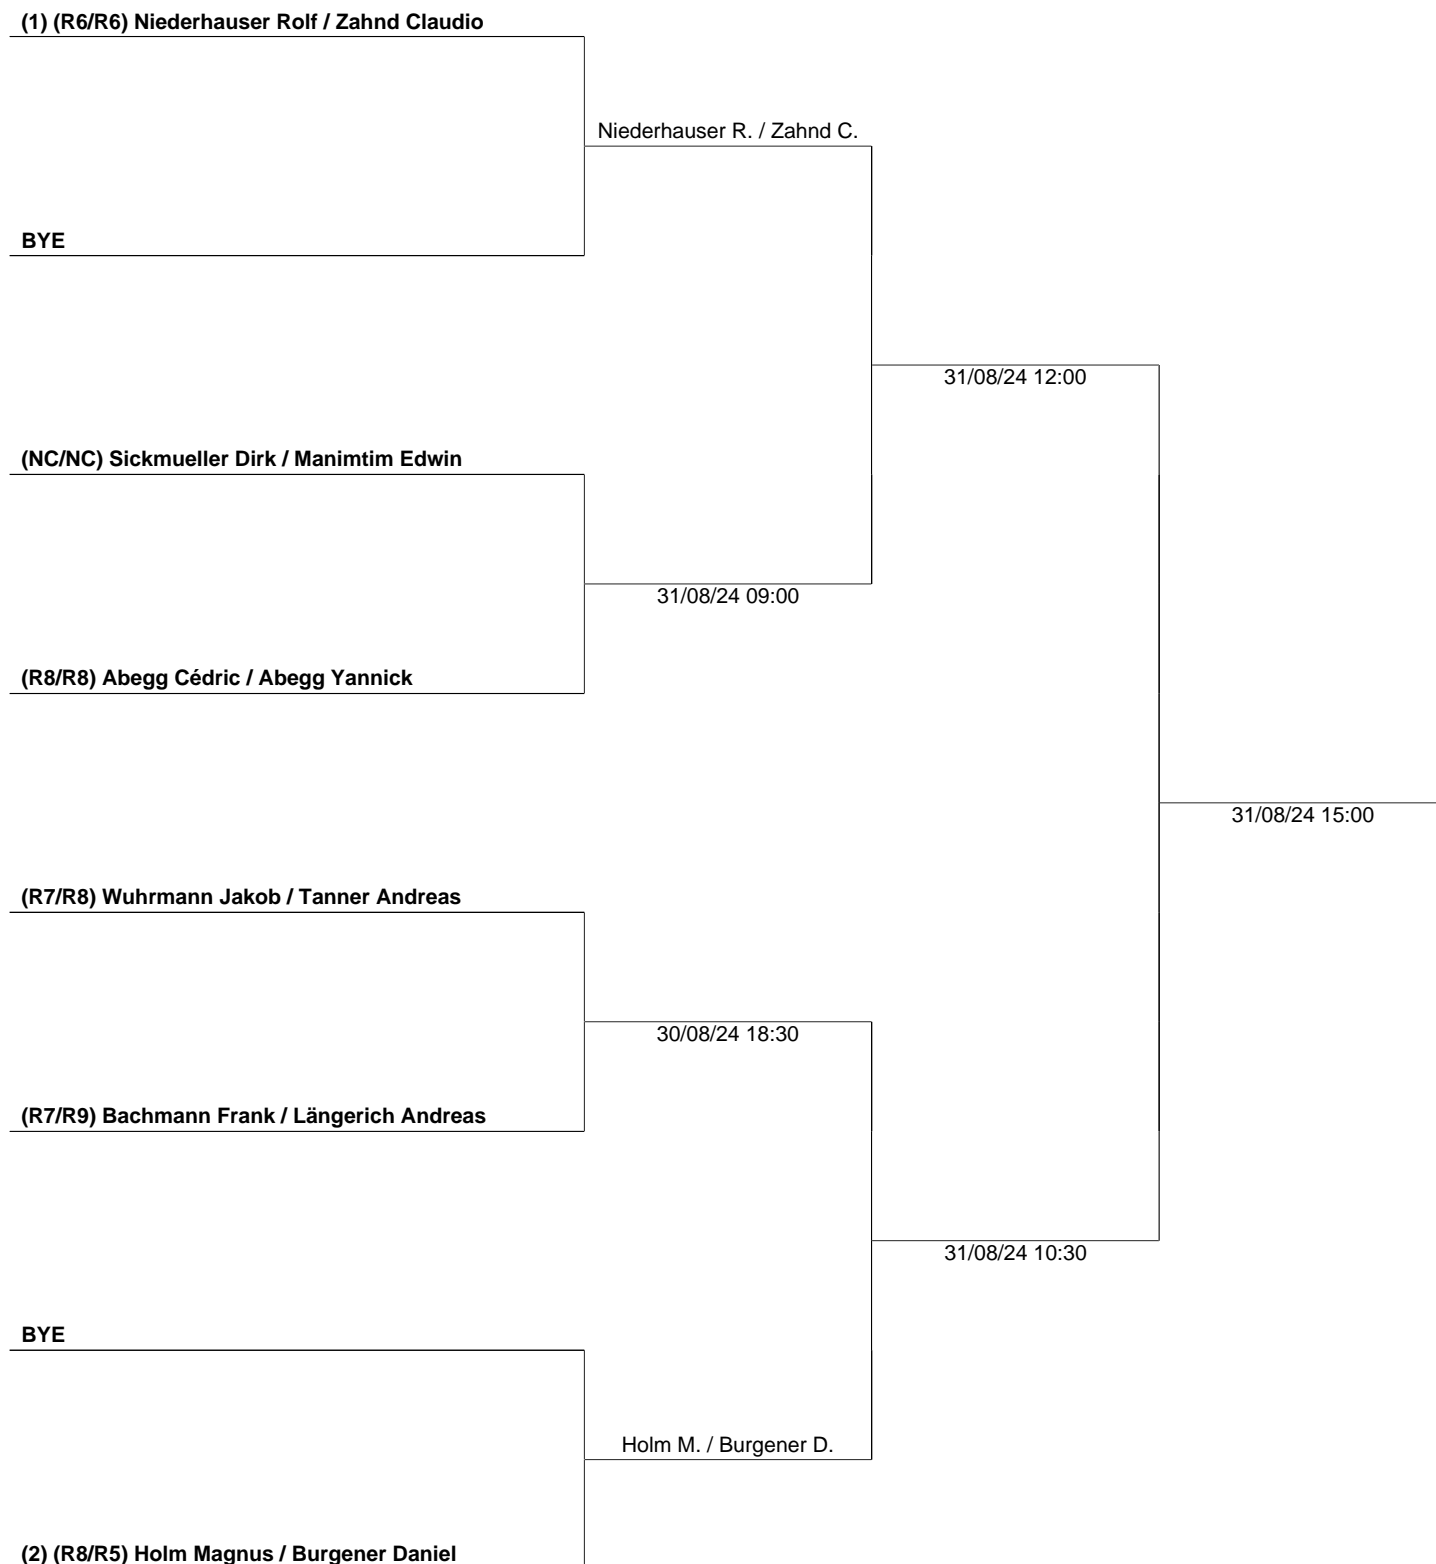 (1) (R6/R6) Niederhauser Rolf / Zahnd Claudio
Niederhauser R. / Zahnd C.
BYE
31/08/24 12:00
(NC/NC) Sickmueller Dirk / Manimtim Edwin
31/08/24 09:00
(R8/R8) Abegg Cédric / Abegg Yannick
31/08/24 15:00
(R7/R8) Wuhrmann Jakob / Tanner Andreas
30/08/24 18:30
(R7/R9) Bachmann Frank / Längerich Andreas
31/08/24 10:30
BYE
Holm M. / Burgener D.
(2) (R8/R5) Holm Magnus / Burgener Daniel